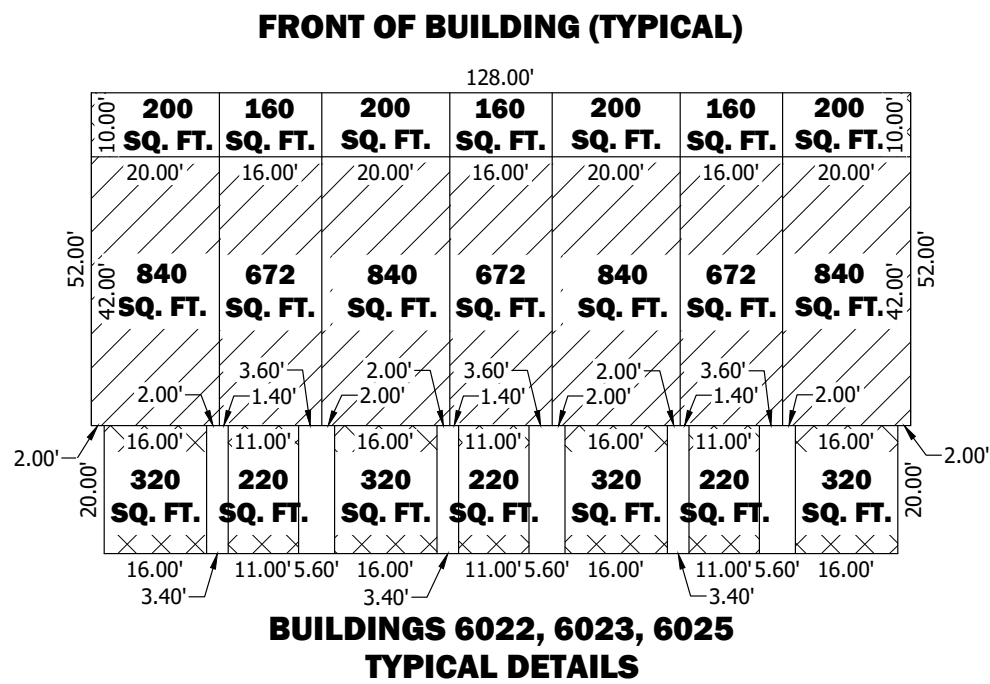 FRONT OF BUILDING (TYPICAL)
128.00'
200 160 200 160 200 160 200
SQ. FT. SQ. FT. SQ. FT. SQ. FT. SQ. FT. SQ. FT. SQ. FT.
10.00' 10.00'
20.00' 16.00' 20.00' 16.00' 20.00' 16.00' 20.00'
52.00' 52.00'
840 672 840 672 840 672 840
SQ. FT. SQ. FT. SQ. FT. SQ. FT. SQ. FT. SQ. FT. SQ. FT.
42.00' 42.00'
3.60' 2.00' 3.60' 2.00' 3.60'
2.00' 1.40' 2.00' 1.40' 2.00' 1.40' 2.00'
16.00' 11.00' 16.00' 11.00' 16.00' 11.00' 16.00'
2.00' 2.00'
320 220 320 220 320 220 320
SQ. FT. SQ. FT. SQ. FT. SQ. FT. SQ. FT. SQ. FT. SQ. FT.
20.00' 20.00'
16.00' 11.00' 5.60' 16.00' 11.00' 5.60' 16.00' 11.00' 5.60' 16.00'
3.40' 3.40' 3.40'
BUILDINGS 6022, 6023, 6025
TYPICAL DETAILS